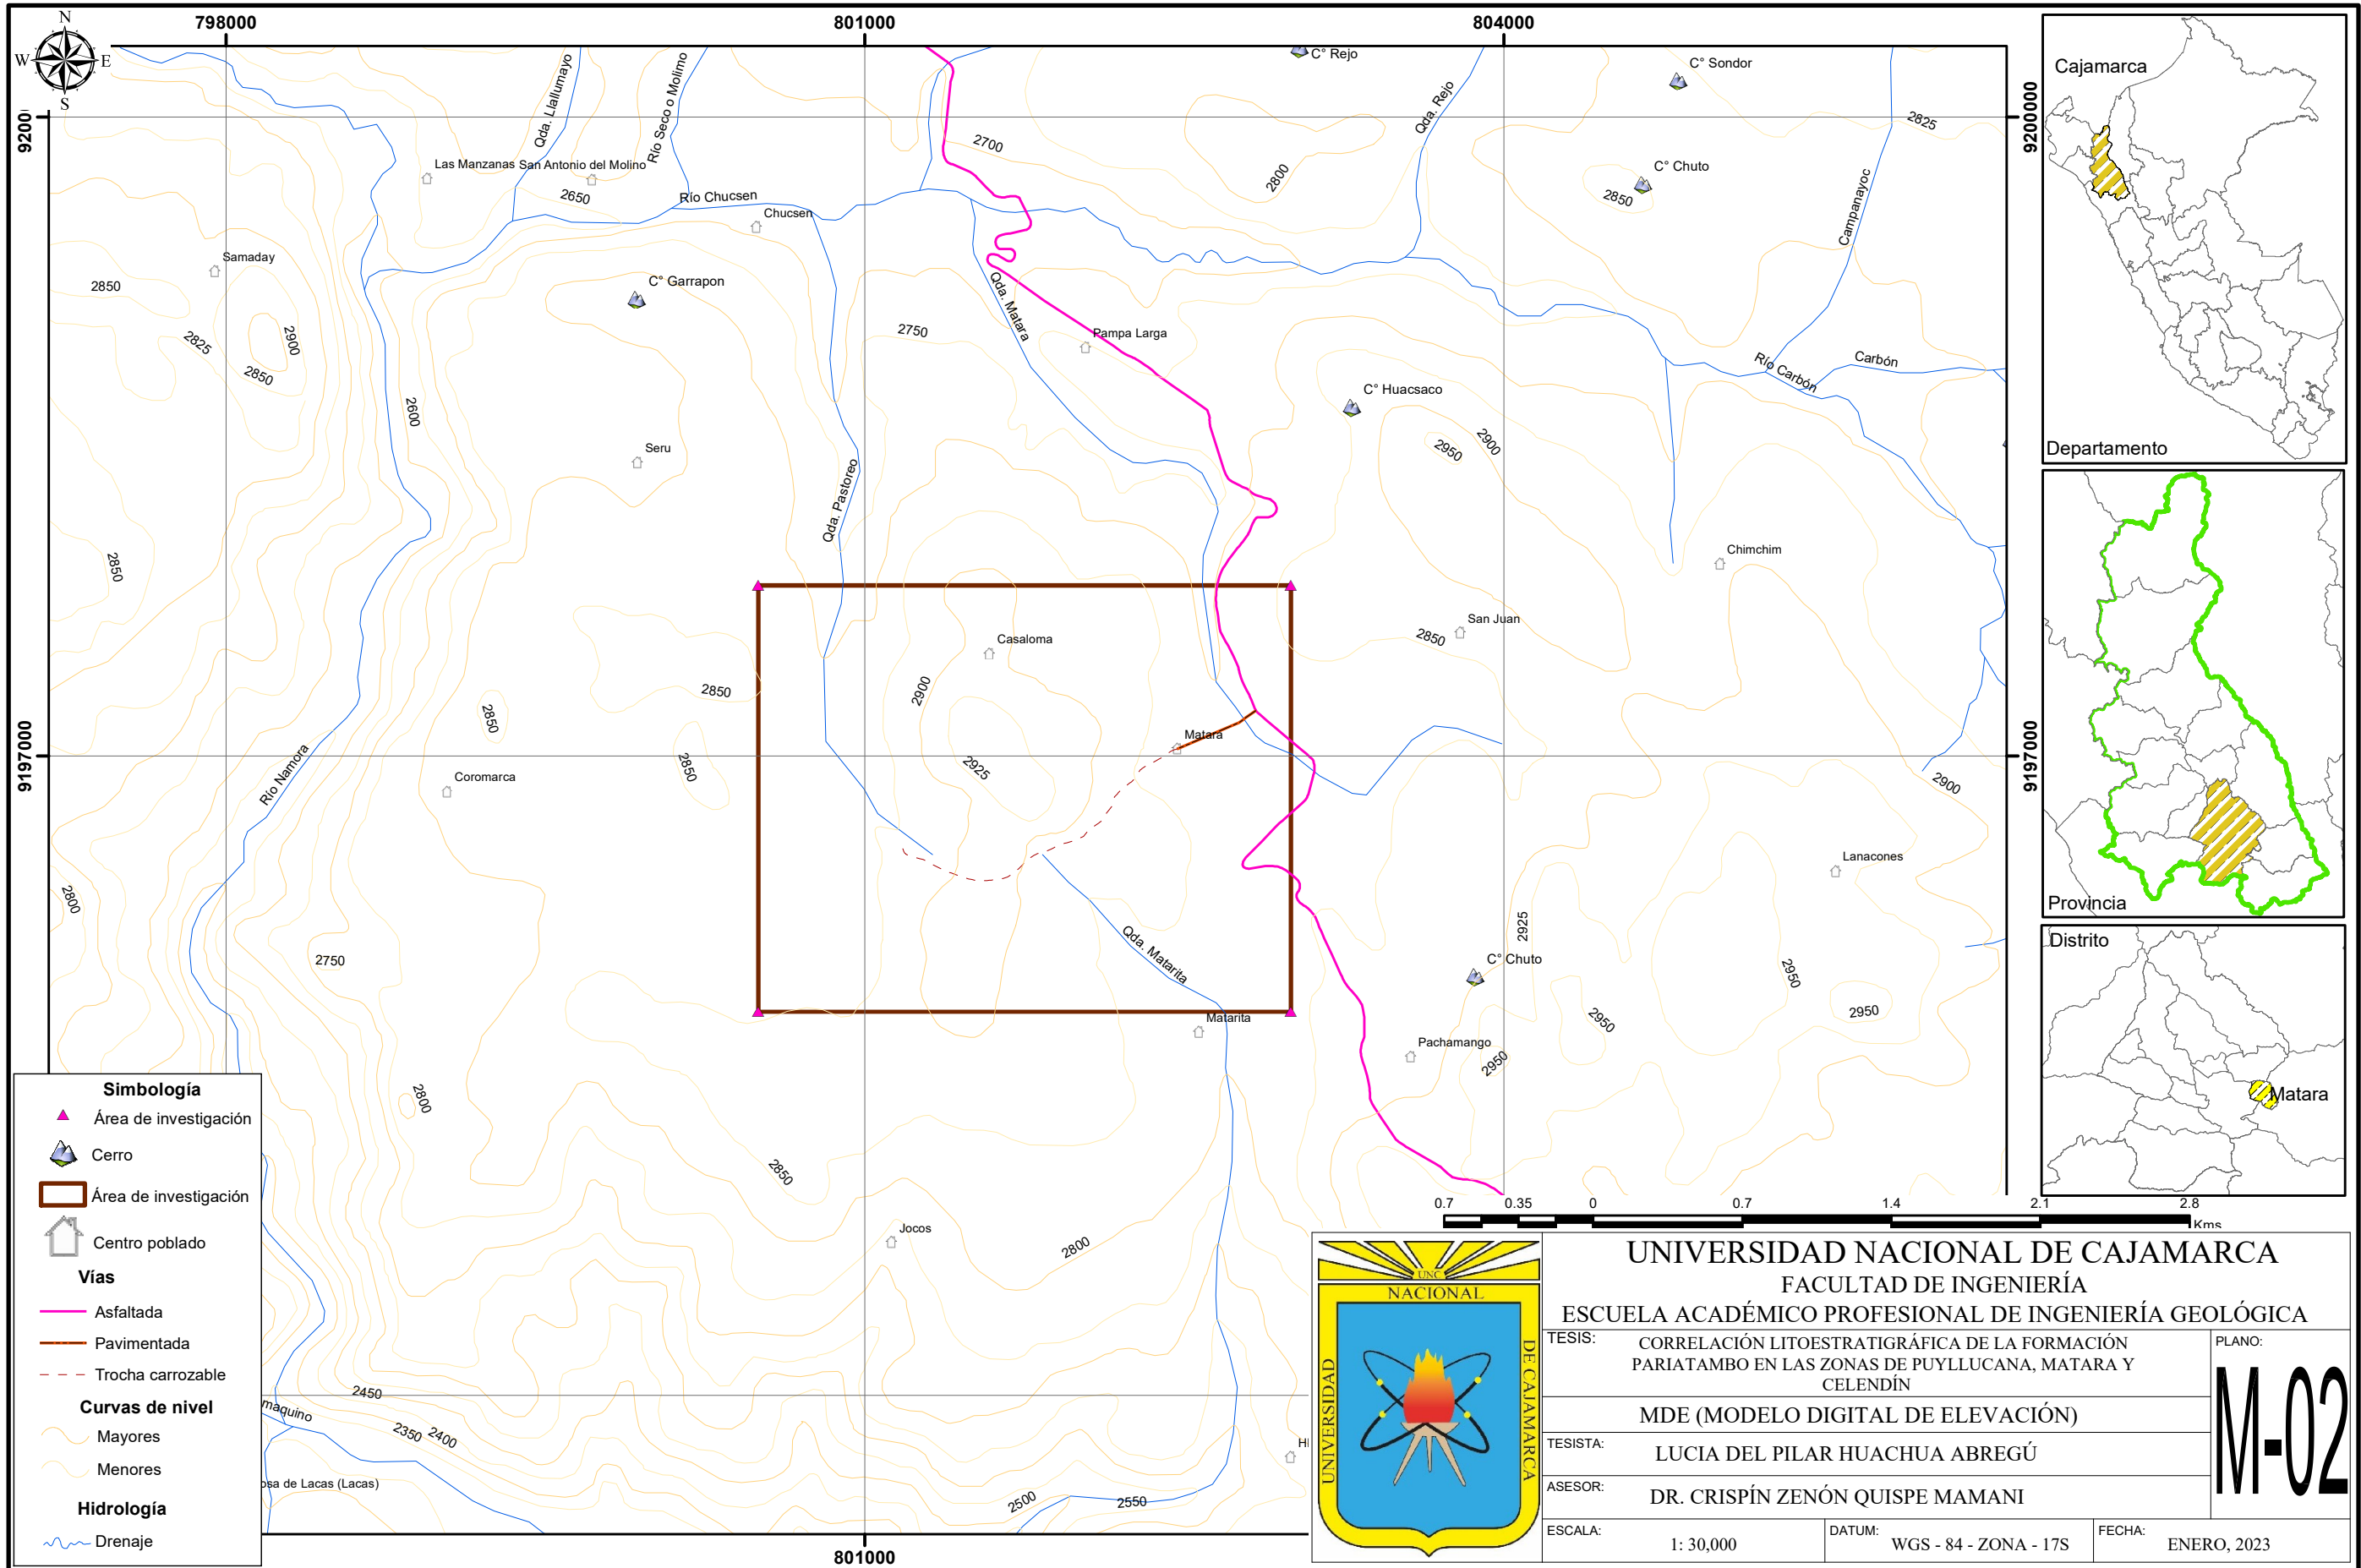 798000
801000
804000
N
W
E
S
9200
9200000
C° Rejo
C° Sondor
Qda. Llallumayo
Río Seco o Molimo
Qda. Rejo
2825
2700
Las Manzanas
San Antonio del Molino
C° Chuto
2800
2850
2650
Río Chucsen
Chucsen
Campanayoc
Samaday
C° Garrapon
2850
Qda. Matara
2825
2900
2750
Pampa Larga
Río Carbón
Carbón
2850
2600
C° Huacsaco
2950
2900
Seru
Qda. Pastoreo
2850
Chimchim
San Juan
2850
Casaloma
2850
2900
2850
Matara
9197000
9197000
2850
2925
Río Namora
Coromarca
2900
Lanacones
2800
2925
2750
Qda. Matarita
C° Chuto
2950
2950
2950
Matarita
Pachamango
2950
2800
2850
Jocos
2800
2450
maquino
2350
2400
osa de Lacas (Lacas)
2500
2550
801000
Simbología
Área de investigación
Cerro
Área de investigación
Centro poblado
Vías
Asfaltada
Pavimentada
Trocha carrozable
Curvas de nivel
Mayores
Menores
Hidrología
Drenaje
Cajamarca
Departamento
Provincia
Distrito
Matara
0.7
0.35
0
0.7
1.4
2.1
2.8
Kms
UNC
NACIONAL
UNIVERSIDAD
DE CAJAMARCA
UNIVERSIDAD NACIONAL DE CAJAMARCA
FACULTAD DE INGENIERÍA
ESCUELA ACADÉMICO PROFESIONAL DE INGENIERÍA GEOLÓGICA
TESIS:
CORRELACIÓN LITOESTRATIGRÁFICA DE LA FORMACIÓN
PARIATAMBO EN LAS ZONAS DE PUYLLUCANA, MATARA Y
CELENDÍN
PLANO:
M-02
MDE (MODELO DIGITAL DE ELEVACIÓN)
TESISTA:
LUCIA DEL PILAR HUACHUA ABREGÚ
ASESOR:
DR. CRISPÍN ZENÓN QUISPE MAMANI
ESCALA:
1: 30,000
DATUM:
WGS - 84 - ZONA - 17S
FECHA:
ENERO, 2023